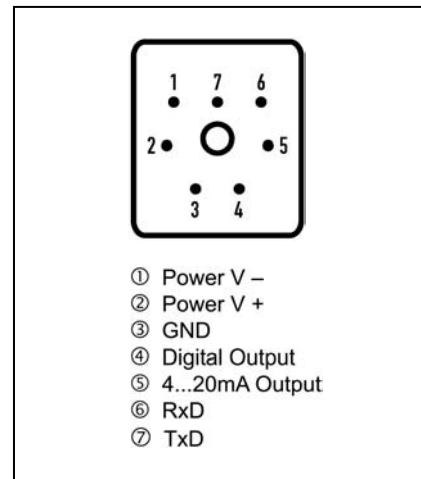 1 7 6
2 5
3 4
① Power V –
② Power V +
③ GND
④ Digital Output
⑤ 4...20mA Output
⑥ RxD
⑦ TxD